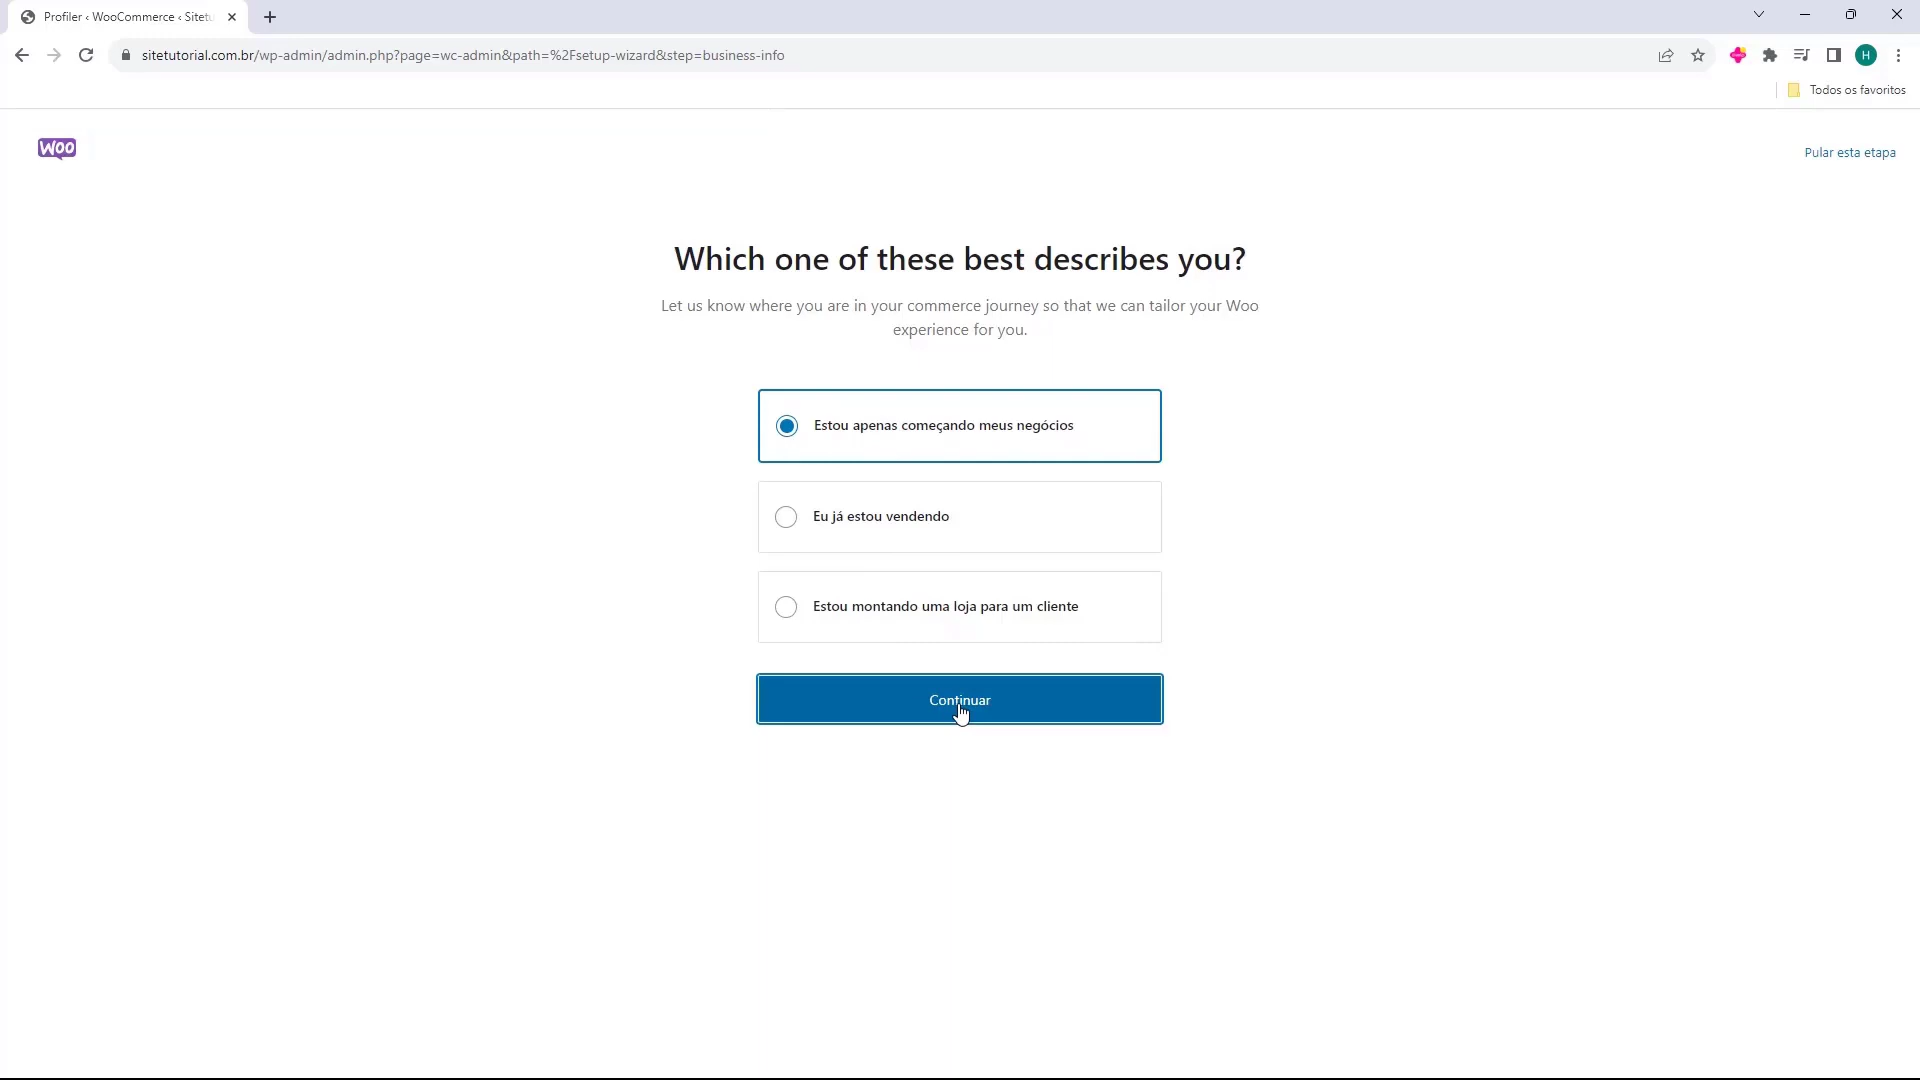 Profiler ‹ WooCommerce ‹ Sitetu
sitetutorial.com.br/wp-admin/admin.php?page=wc-admin&path=%2Fsetup-wizard&step=business-info
H
Todos os favoritos
WOO
Pular esta etapa
Which one of these best describes you?
Let us know where you are in your commerce journey so that we can tailor your Woo
experience for you.
Estou apenas começando meus negócios
Eu já estou vendendo
Estou montando uma loja para um cliente
Continuar